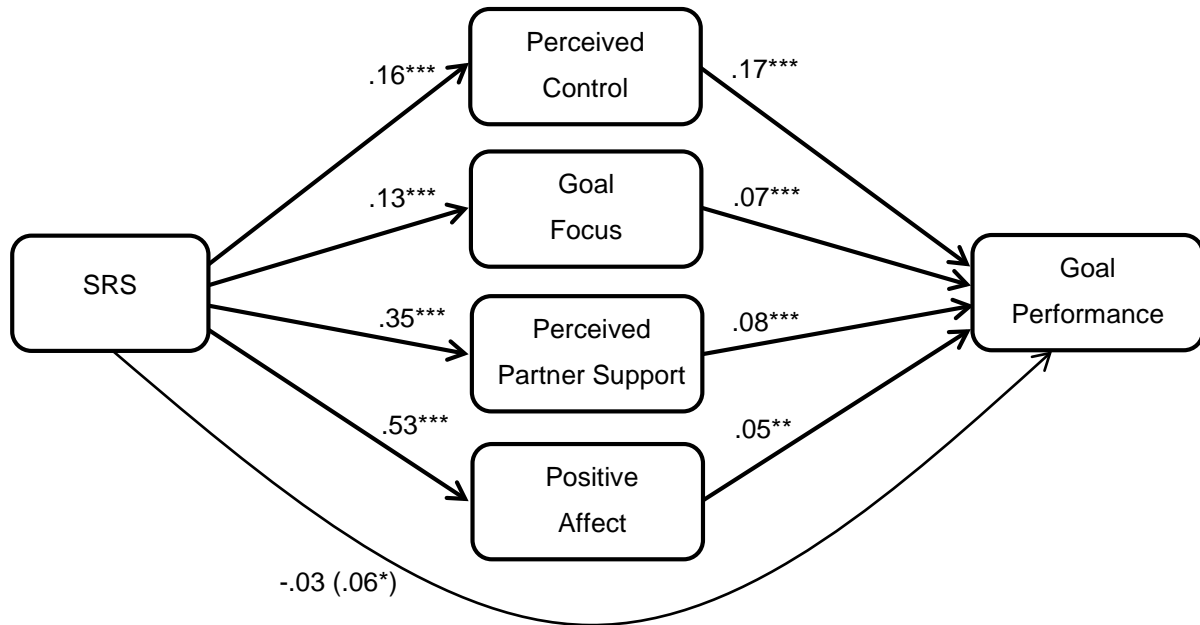 Perceived
Control
.16***
.17***
Goal
Focus
.13***
.07***
SRS
Goal
Performance
Perceived
Partner Support
.35***
.08***
Positive
Affect
.53***
.05**
-.03 (.06*)